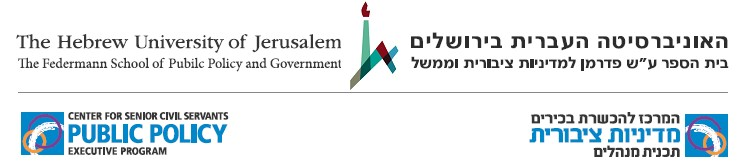 The Hebrew University of Jerusalem
The Federmann School of Pubilc Policy and Government
האוניברסיטה העברית בירושלים
בית הספר ע"ש פדרמן למדיניות ציבורית וממשל
CENTER FOR SENIOR CIVIL SERVANTS
PUBLIC POLICY
EXECUTIVE PROGRAM
המרכז להכשרת בכירים
מדיניות ציבורית
תכנית מנהלים